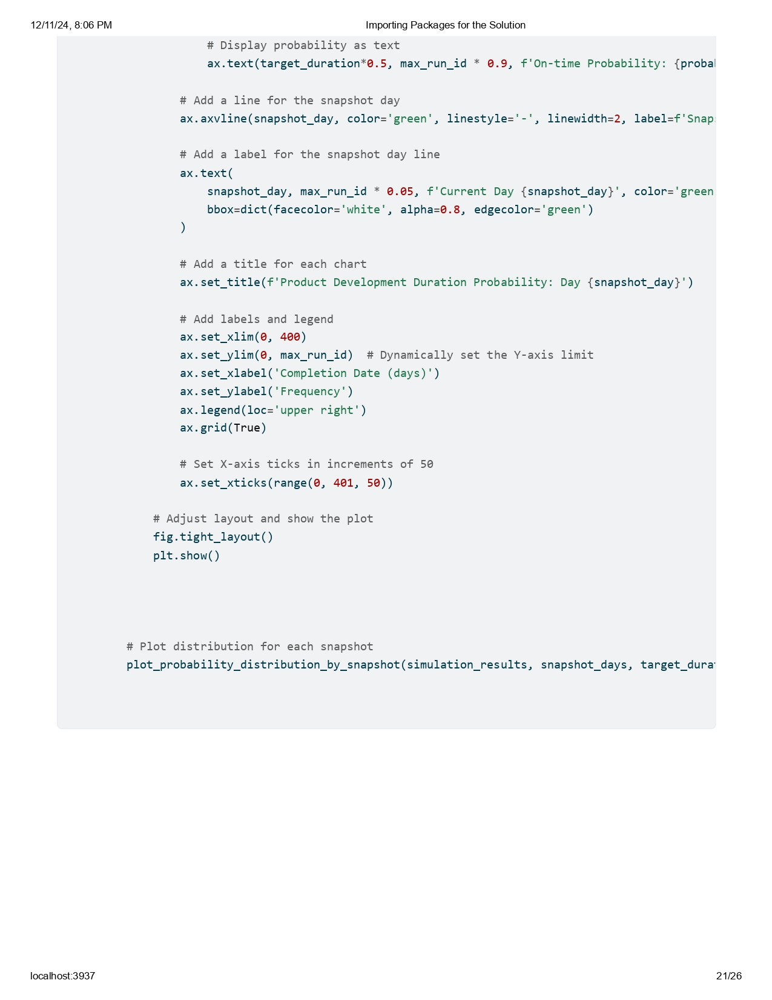 12/11/24, 8:06 PM
Importing Packages for the Solution
# Display probability as text
ax.text(target_duration*0.5, max_run_id * 0.9, f'On-time Probability: {proba
# Add a line for the snapshot day
ax.axvline(snapshot_day, color='green', linestyle='-', linewidth=2, label=f'Snap
# Add a label for the snapshot day line
ax.text(
snapshot_day, max_run_id * 0.05, f'Current Day {snapshot_day}', color='green
bbox=dict(facecolor='white', alpha=0.8, edgecolor='green')
)
# Add a title for each chart
ax.set_title(f'Product Development Duration Probability: Day {snapshot_day}')
# Add labels and legend
ax.set_xlim(0, 400)
ax.set_ylim(0, max_run_id)  # Dynamically set the Y-axis limit
ax.set_xlabel('Completion Date (days)')
ax.set_ylabel('Frequency')
ax.legend(loc='upper right')
ax.grid(True)
# Set X-axis ticks in increments of 50
ax.set_xticks(range(0, 401, 50))
# Adjust layout and show the plot
fig.tight_layout()
plt.show()
# Plot distribution for each snapshot
plot_probability_distribution_by_snapshot(simulation_results, snapshot_days, target_dura
localhost:3937
21/26